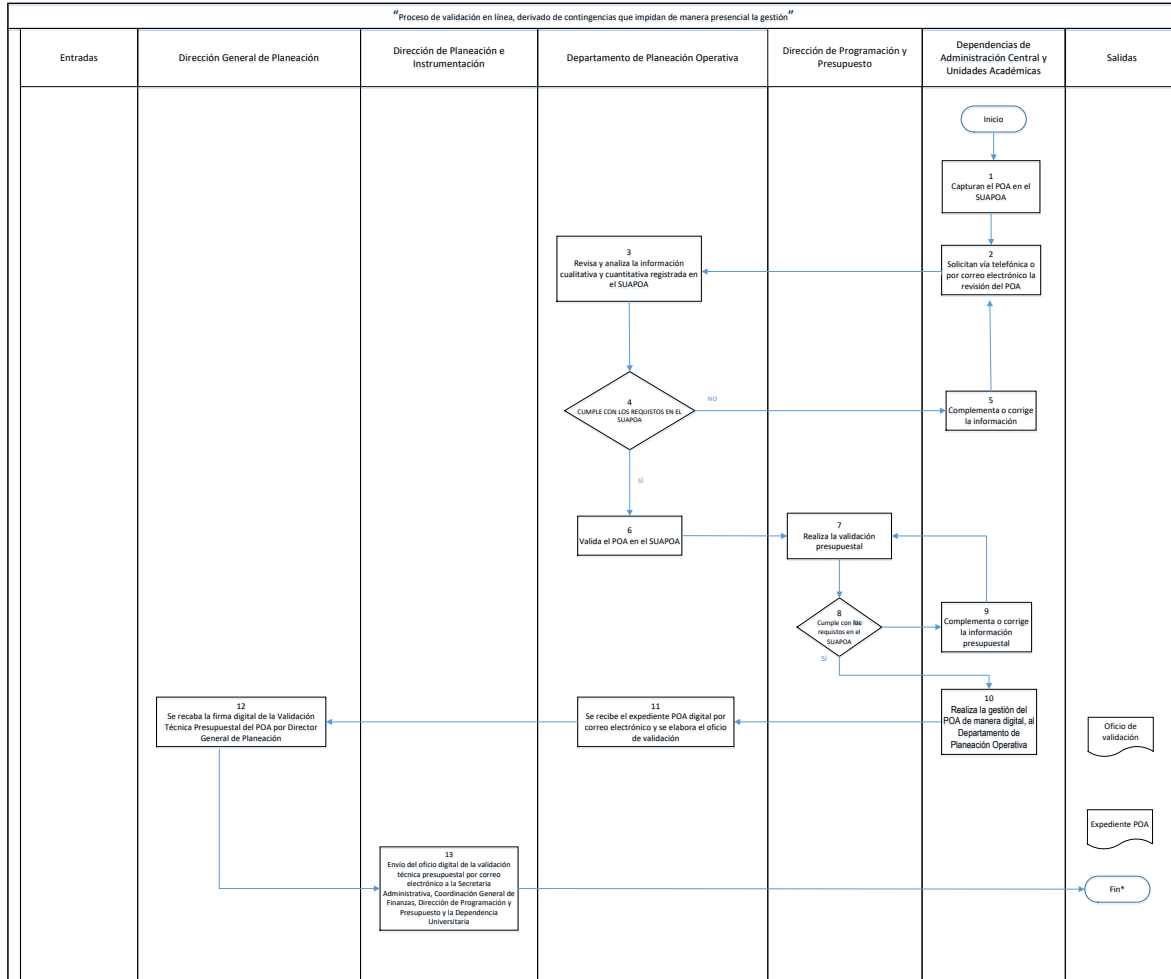 “Proceso de validación en línea, derivado de contingencias que impidan de manera presencial la gestión”
Entradas
Dirección General de Planeación
Dirección de Planeación e
Instrumentación
Departamento de Planeación Operativa
Dirección de Programación y
Presupuesto
Dependencias de
Administración Central y
Unidades Académicas
Salidas
Inicio
1
Capturan el POA en el
SUAPOA
2
Solicitan vía telefónica o
por correo electrónico la
revisión del POA
3
Revisa y analiza la información
cualitativa y cuantitativa registrada en
el SUAPOA
4
CUMPLE CON LOS REQUISTOS EN EL
SUAPOA
NO
5
Complementa o corrige
la información
SÍ
6
Valida el POA en el SUAPOA
7
Realiza la validación
presupuestal
8
Cumple con los
requistos en el
SUAPOA
9
Complementa o corrige
la información
presupuestal
Sí
10
Realiza la gestión del
POA de manera digital, al
Departamento de
Planeación Operativa
11
Se recibe el expediente POA digital por
correo electrónico y se elabora el oficio
de validación
12
Se recaba la firma digital de la Validación
Técnica Presupuestal del POA por Director
General de Planeación
Oficio de
validación
Expediente POA
13
Envío del oficio digital de la validación
técnica presupuestal por correo
electrónico a la Secretaria
Administrativa, Coordinación General de
Finanzas, Dirección de Programación y
Presupuesto y la Dependencia
Universitaria
Fin*